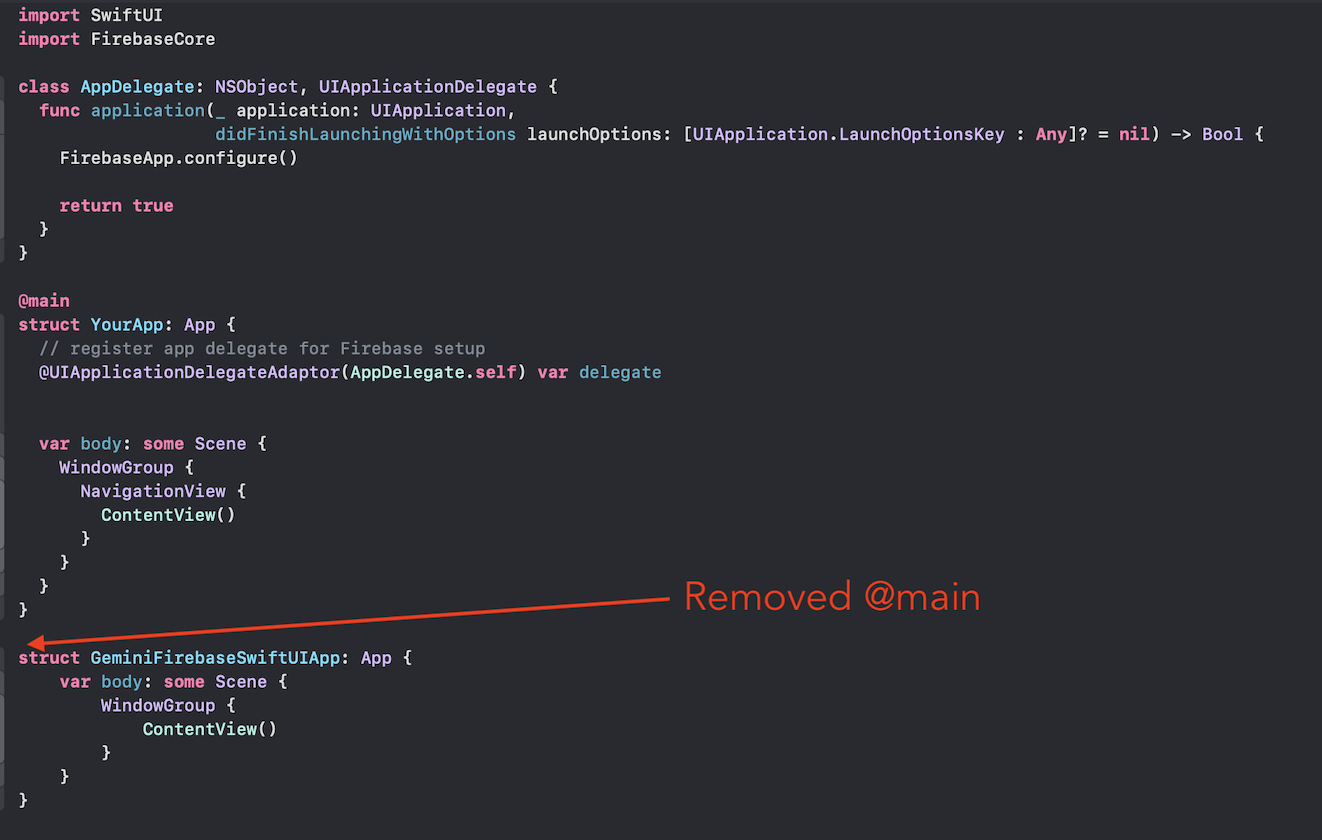 import SwiftUI
import FirebaseCore
class AppDelegate: NSObject, UIApplicationDelegate {
func application(_ application: UIApplication,
didFinishLaunchingWithOptions launchOptions: [UIApplication.LaunchOptionsKey : Any]? = nil) -> Bool {
FirebaseApp.configure()
return true
}
}
@main
struct YourApp: App {
// register app delegate for Firebase setup
@UIApplicationDelegateAdaptor(AppDelegate.self) var delegate
var body: some Scene {
WindowGroup {
NavigationView {
ContentView()
}
}
}
}
Removed @main
struct GeminiFirebaseSwiftUIApp: App {
var body: some Scene {
WindowGroup {
ContentView()
}
}
}